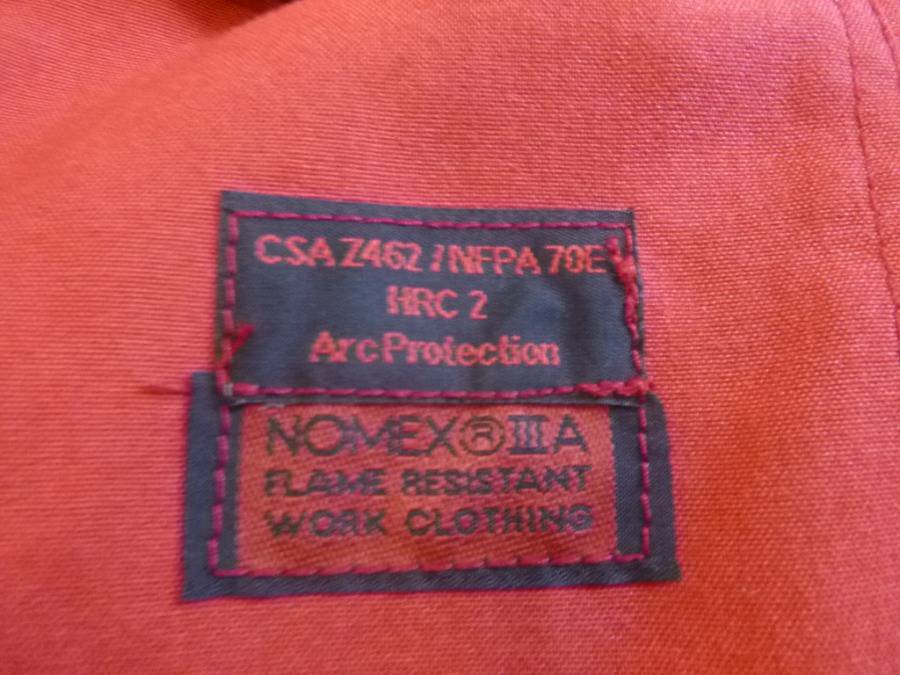 CSA Z462 / NFPA 70E
HRC 2
Arc Protection
NOMEX®IIIA
FLAME RESISTANT
WORK CLOTHING